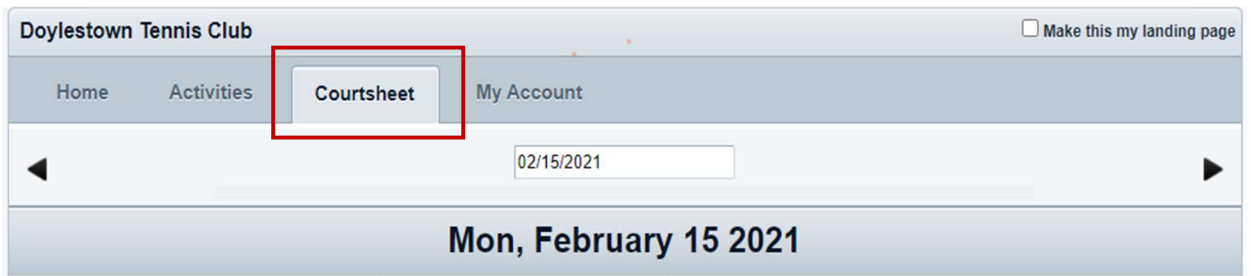 Doylestown Tennis Club Make this my landing page
Home Activities Courtsheet My Account
02/15/2021
Mon, February 15 2021